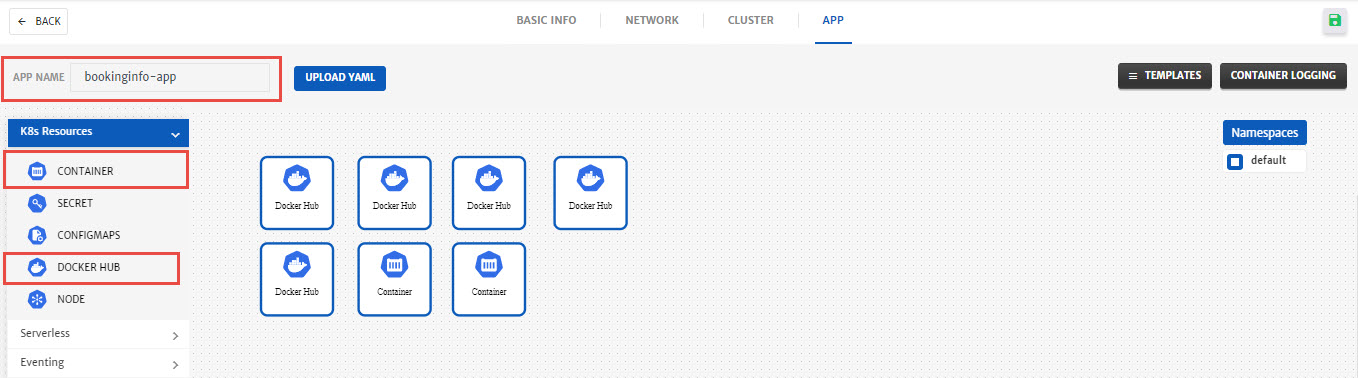 BACK
BASIC INFO
NETWORK
CLUSTER
APP
APP NAME
bookinginfo-app
UPLOAD YAML
TEMPLATES
CONTAINER LOGGING
K8s Resources
CONTAINER
SECRET
CONFIGMAPS
DOCKER HUB
NODE
Serverless
Eventing
Docker Hub
Docker Hub
Docker Hub
Docker Hub
Docker Hub
Container
Container
Namespaces
default